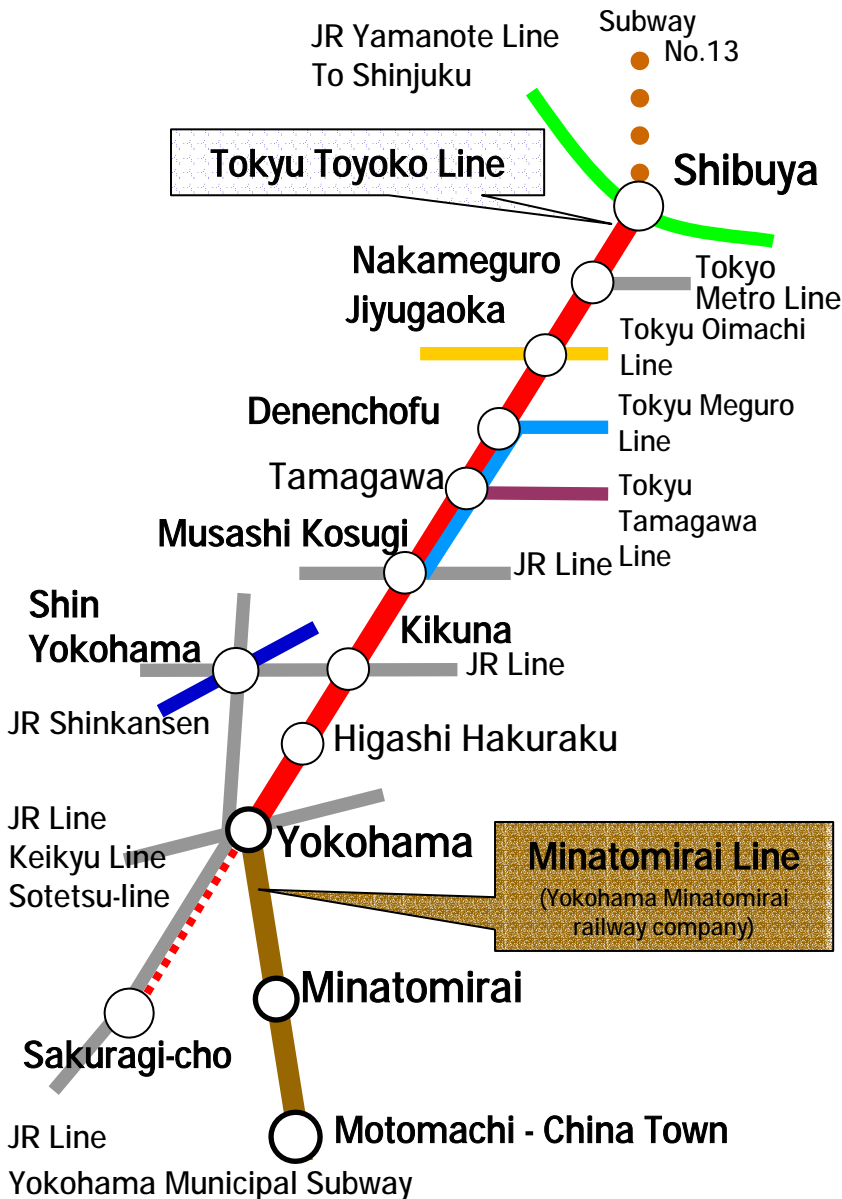 Subway
No.13
JR Yamanote Line
To Shinjuku
Tokyu Toyoko Line
Shibuya
Nakameguro
Tokyo
Metro Line
Jiyugaoka
Tokyu Oimachi
Line
Denenchofu
Tokyu Meguro
Line
Tamagawa
Tokyu
Tamagawa
Line
Musashi Kosugi
JR Line
Shin
Yokohama
Kikuna
JR Line
JR Shinkansen
Higashi Hakuraku
JR Line
Keikyu Line
Sotetsu-line
Yokohama
Minatomirai Line
(Yokohama Minatomirai
railway company)
Minatomirai
Sakuragi-cho
Motomachi - China Town
JR Line
Yokohama Municipal Subway